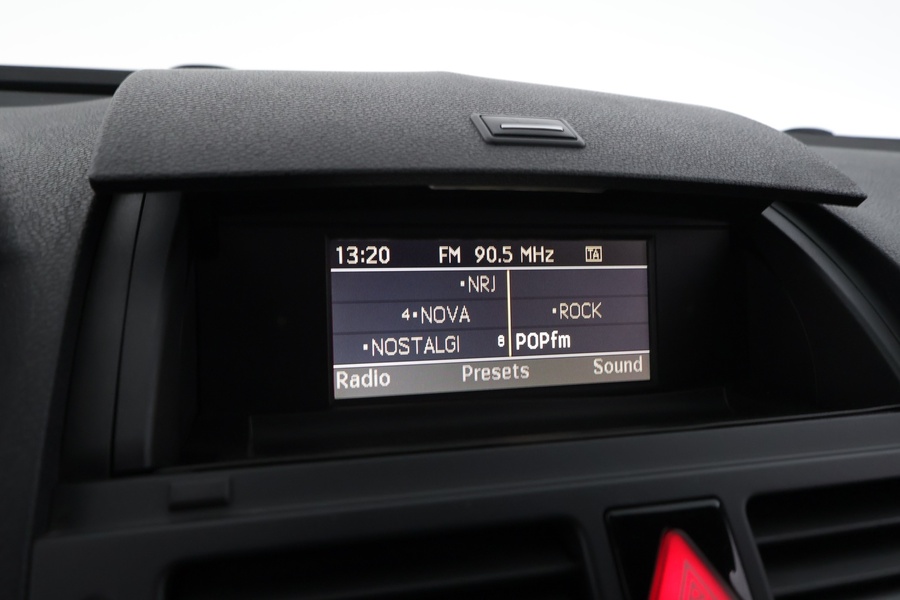 13:20 FM 90.5 MHz TA
NRJ
4 NOVA ROCK
NOSTALGI 8 POPfm
Radio Presets Sound